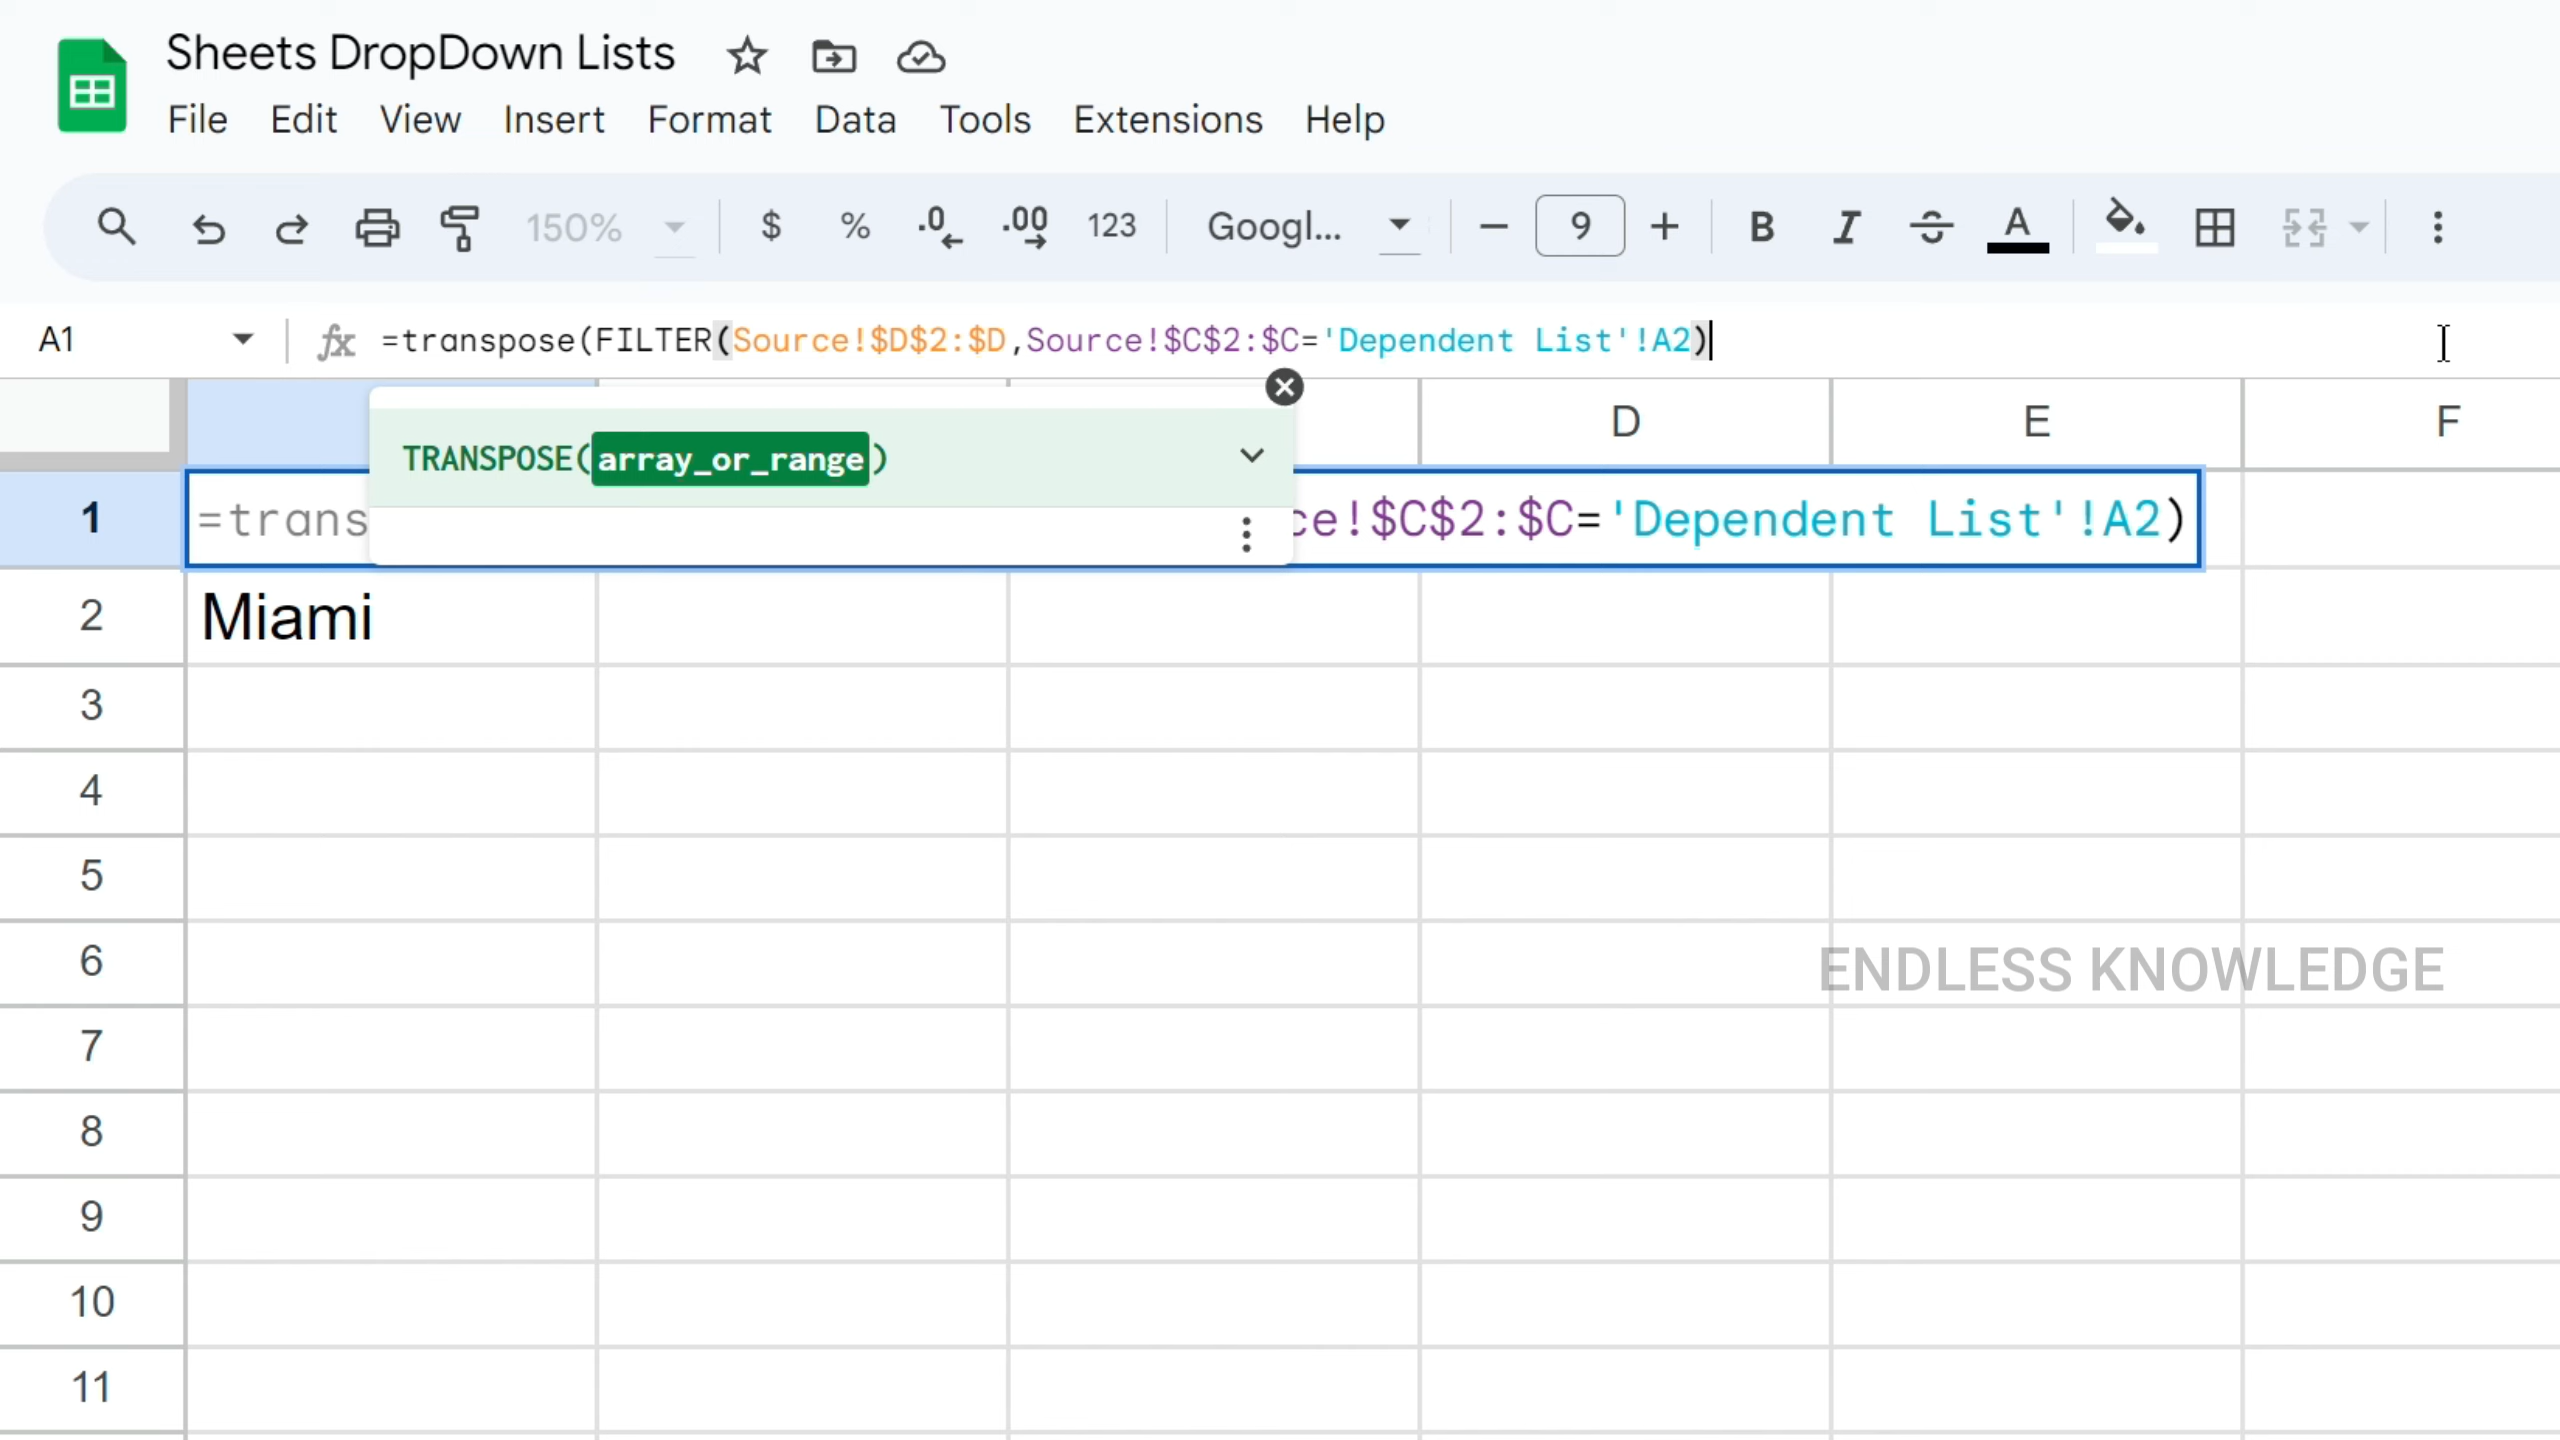 Sheets DropDown Lists
File Edit View Insert Format Data Tools Extensions Help
150% $ % .0 .00 123 Googl... 9 B I A
A1 fx =transpose(FILTER(Source!$D$2:$D,Source!$C$2:$C='Dependent List'!A2)
D E F
TRANSPOSE(array_or_range)
1 =trans ce!$C$2:$C='Dependent List'!A2)
2 Miami
3
4
5
6
ENDLESS KNOWLEDGE
7
8
9
10
11